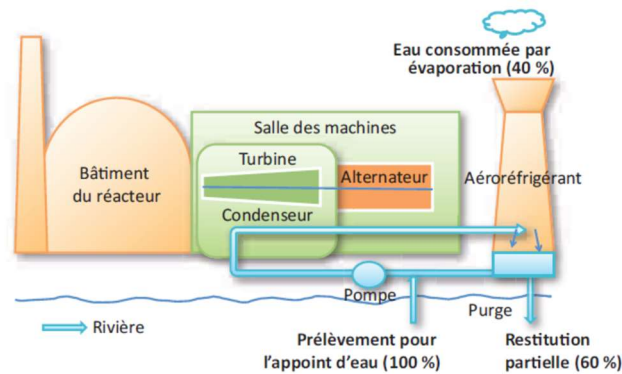 Eau consommée par
évaporation (40 %)
Salle des machines
Turbine
Bâtiment
du réacteur
Alternateur
Aéroréfrigérant
Condenseur
Pompe
Purge
Rivière
Prélèvement pour
l'appoint d'eau (100 %)
Restitution
partielle (60 %)